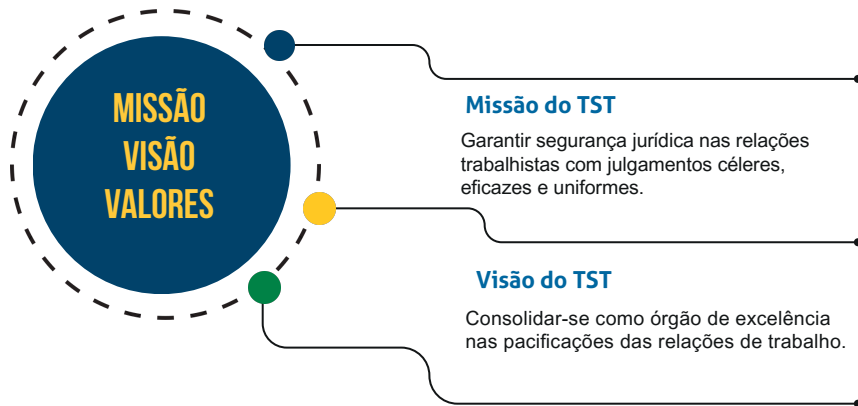 MISSÃO
VISÃO
VALORES
Missão do TST
Garantir segurança jurídica nas relações
trabalhistas com julgamentos céleres,
eficazes e uniformes.
Visão do TST
Consolidar-se como órgão de excelência
nas pacificações das relações de trabalho.